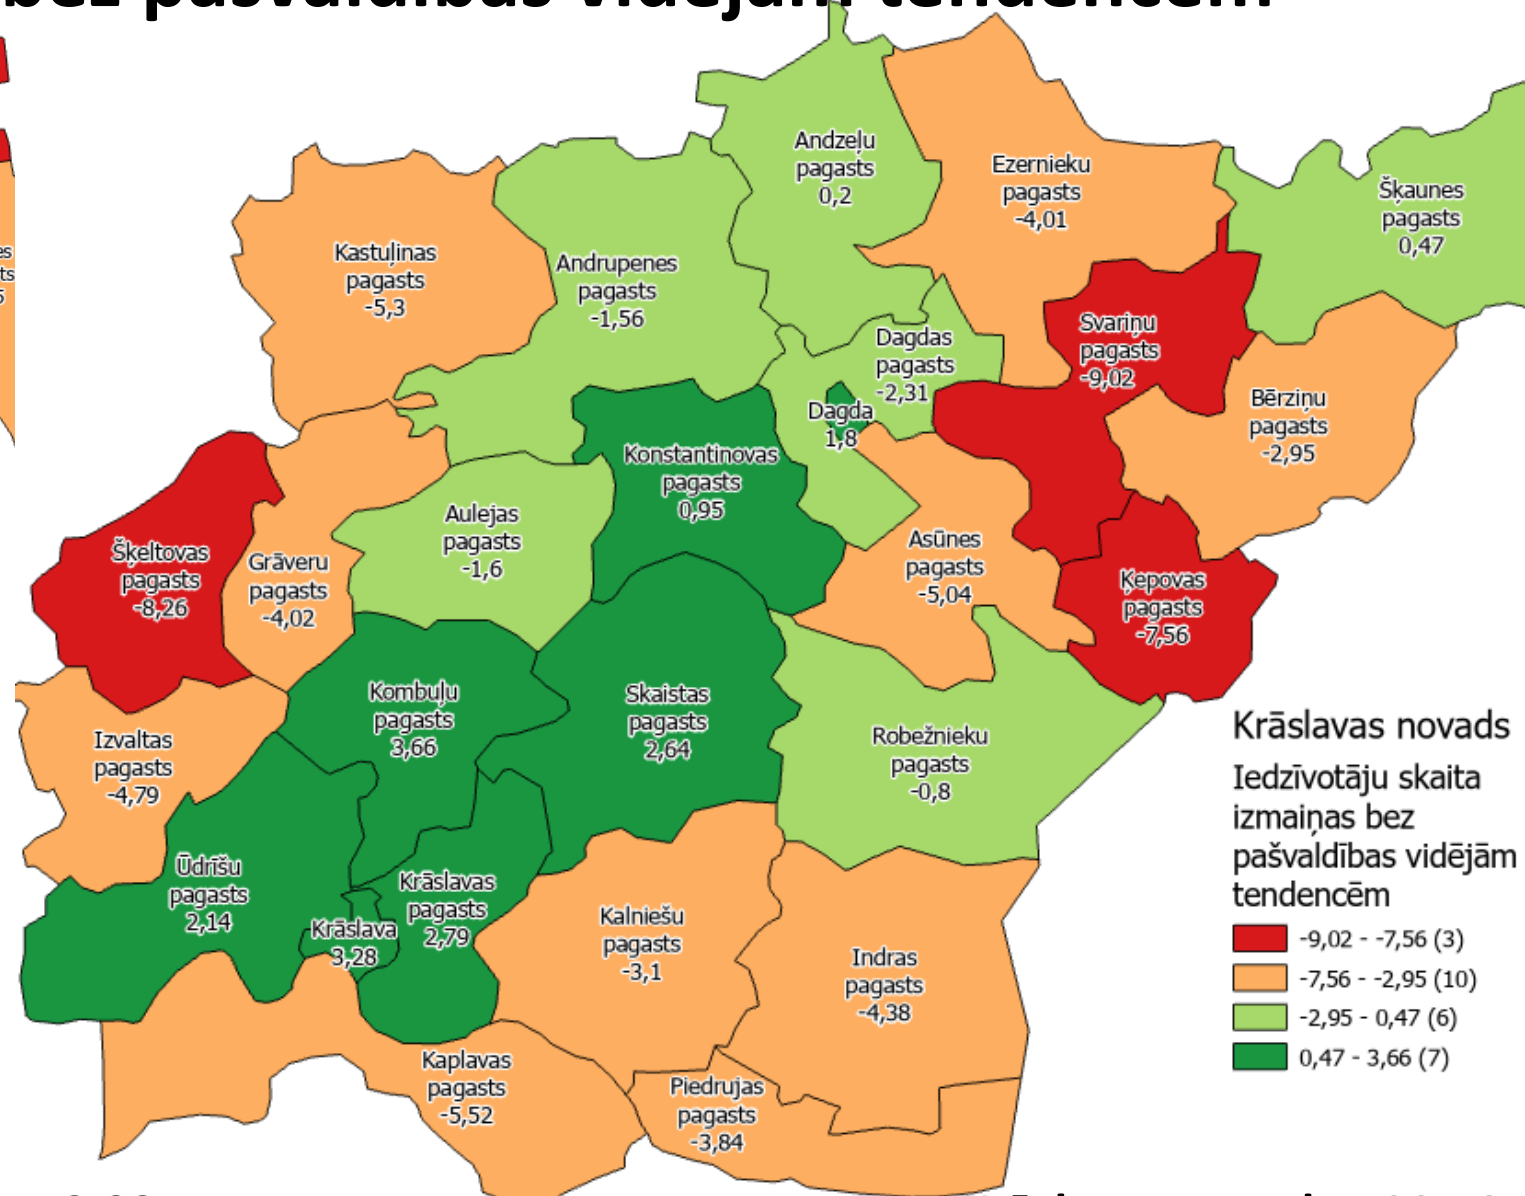 bez pašvaldības vidējām tendencēm
Andzeļu
pagasts
0,2
Ezernieku
pagasts
-4,01
Šķaunes
pagasts
0,47
Kastuļinas
pagasts
-5,3
Andrupenes
pagasts
-1,56
Svariņu
pagasts
-9,02
Dagdas
pagasts
-2,31
Dagda
1,8
Bērziņu
pagasts
-2,95
Konstantinovas
pagasts
0,95
Aulejas
pagasts
-1,6
Šķeltovas
pagasts
-8,26
Grāveru
pagasts
-4,02
Asūnes
pagasts
-5,04
Ķepovas
pagasts
-7,56
Kombuļu
pagasts
3,66
Skaistas
pagasts
2,64
Robežnieku
pagasts
-0,8
Izvaltas
pagasts
-4,79
Ūdrīšu
pagasts
2,14
Krāslava
3,28
Krāslavas
pagasts
2,79
Kalniešu
pagasts
-3,1
Indras
pagasts
-4,38
Kaplavas
pagasts
-5,52
Piedrujas
pagasts
-3,84
Krāslavas novads
Iedzīvotāju skaita
izmaiņas bez
pašvaldības vidējām
tendencēm
-9,02 - -7,56 (3)
-7,56 - -2,95 (10)
-2,95 - 0,47 (6)
0,47 - 3,66 (7)